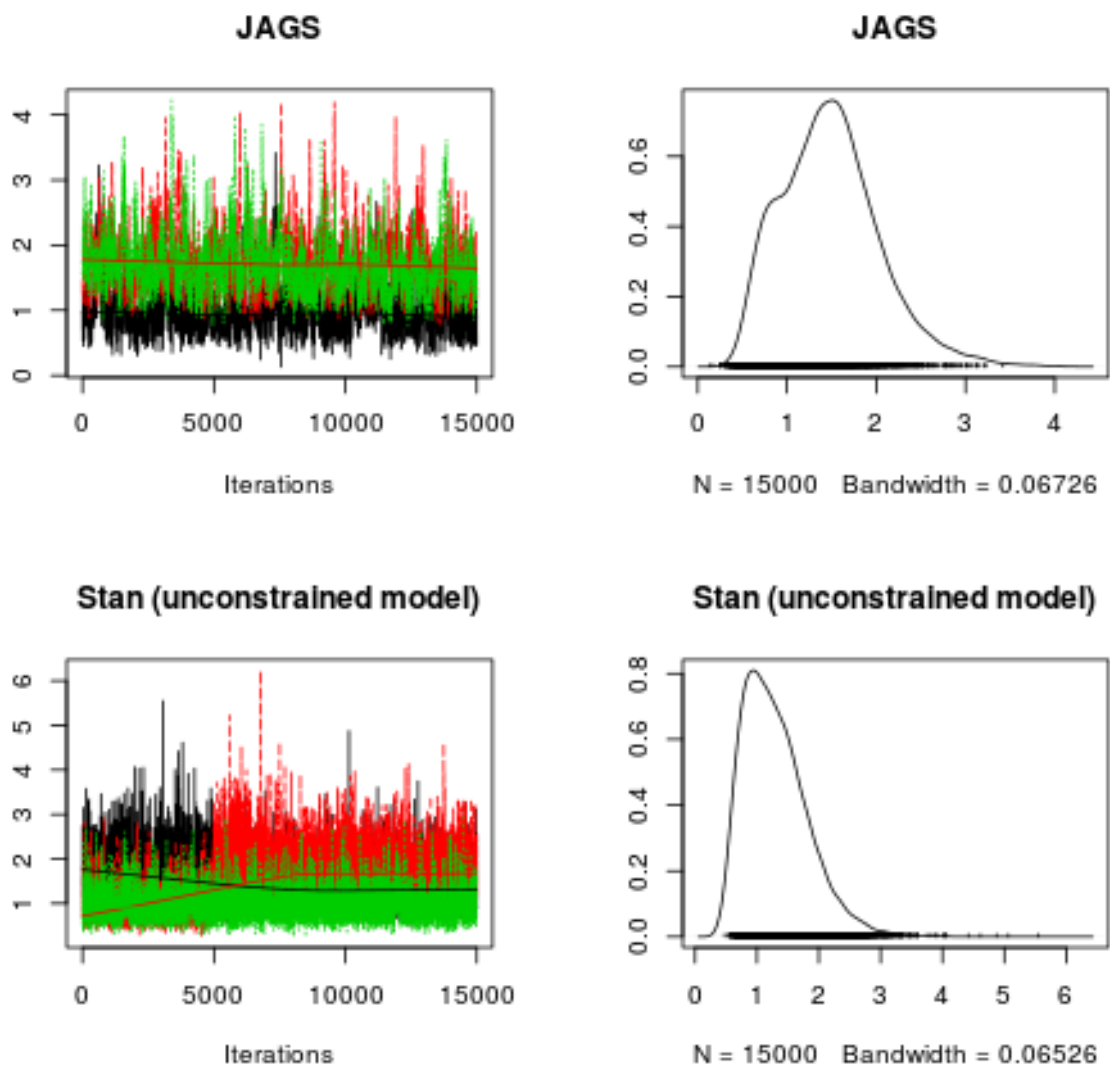 JAGS
4
3
2
1
0
0 5000 10000 15000
Iterations
JAGS
0.6
0.4
0.2
0.0
0 1 2 3 4
N = 15000 Bandwidth = 0.06726
Stan (unconstrained model)
6
5
4
3
2
1
0 5000 10000 15000
Iterations
Stan (unconstrained model)
0.8
0.6
0.4
0.2
0.0
0 1 2 3 4 5 6
N = 15000 Bandwidth = 0.06526